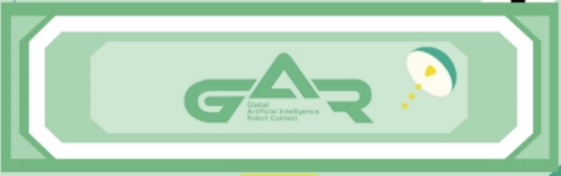 GAR
Global
Artificial Intelligence
Robot Contest